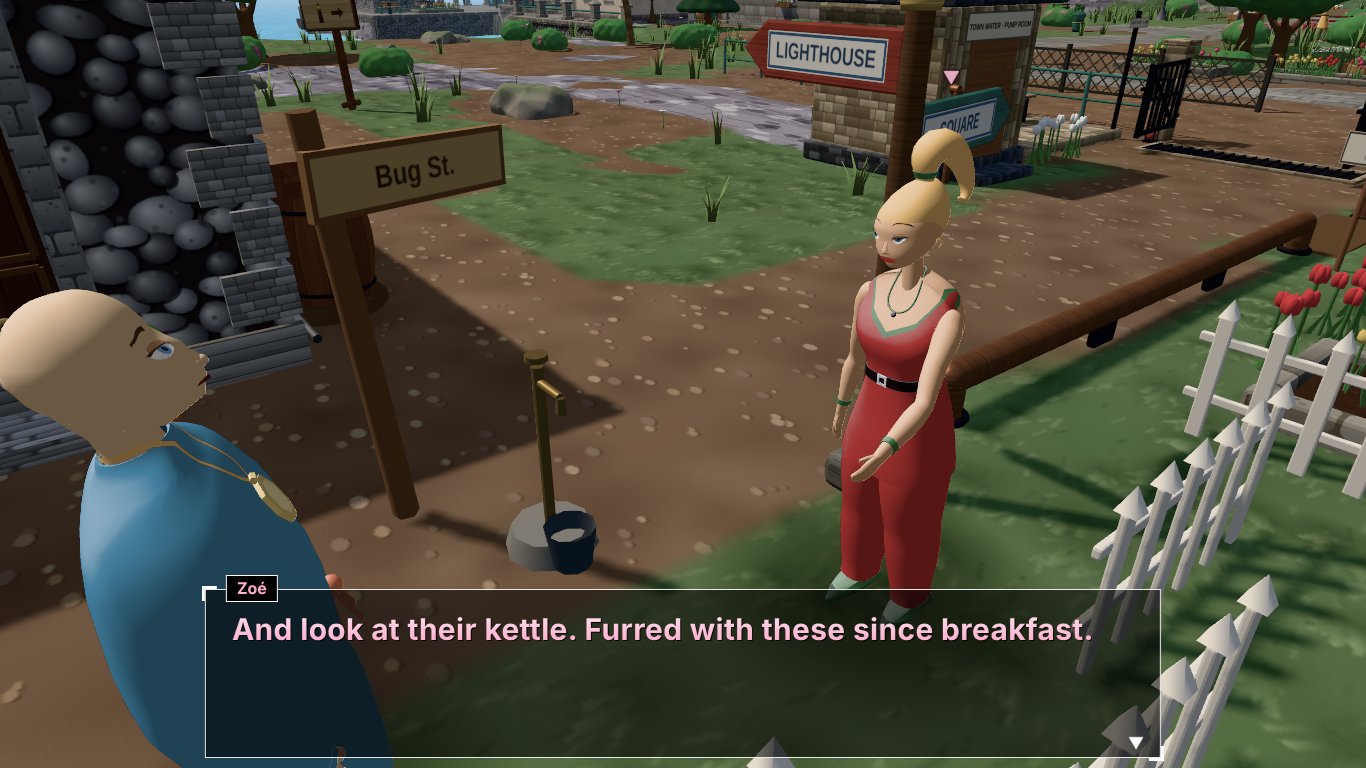 i→
LIGHTHOUSE
TOWN WATER - PUMP ROOM
SQUARE
Bug St.
Zoé
And look at their kettle. Furred with these since breakfast.